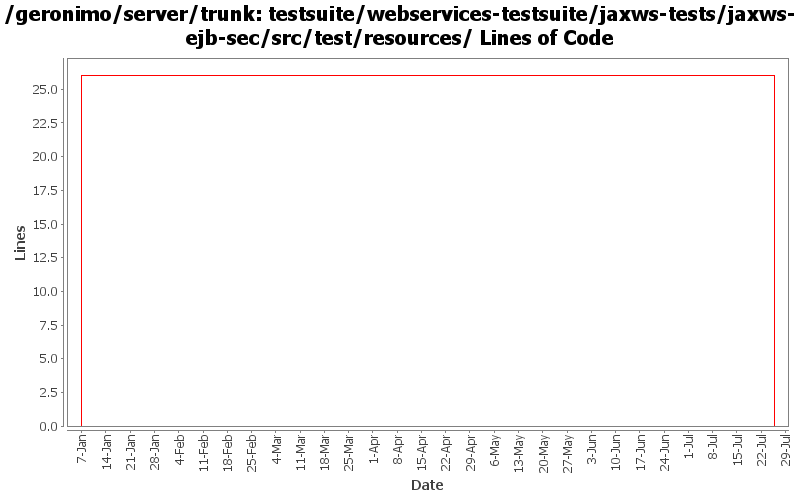 /geronimo/server/trunk: testsuite/webservices-testsuite/jaxws-tests/jaxws-
ejb-sec/src/test/resources/ Lines of Code
25.0
22.5
20.0
17.5
15.0
12.5
10.0
7.5
5.0
2.5
0.0
Lines
7-Jan
14-Jan
21-Jan
28-Jan
4-Feb
11-Feb
18-Feb
25-Feb
4-Mar
11-Mar
18-Mar
25-Mar
1-Apr
8-Apr
15-Apr
22-Apr
29-Apr
6-May
13-May
20-May
27-May
3-Jun
10-Jun
17-Jun
24-Jun
1-Jul
8-Jul
15-Jul
22-Jul
29-Jul
Date